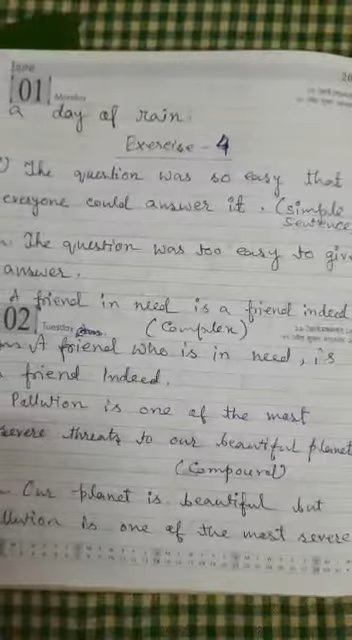 JUNE
01 Monday
a day of rain.
Exercise - 4
) The question was so easy that
everyone could answer it. (simple
sentence
The question was too easy to give
answer.
A friend in need is a friend indeed
02 Tuesday (Complex)
ns. A friend who is in need, is
friend Indeed.
Pallution is one of the most
severe threats to our beautiful planet
(Compound)
Our planet is beautiful but
llution is one of the most severe